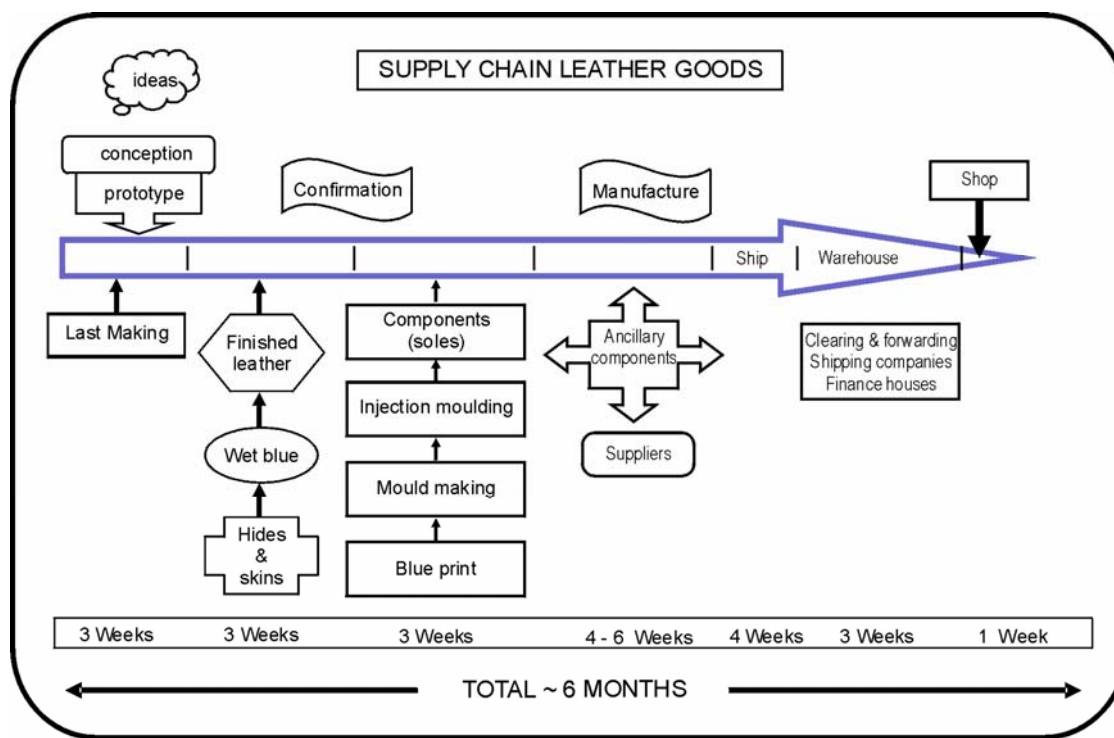 ideas
SUPPLY CHAIN LEATHER GOODS
conception
prototype
Confirmation
Manufacture
Shop
Ship
Warehouse
Last Making
Finished
leather
Wet blue
Hides
&
skins
Components
(soles)
Injection moulding
Mould making
Blue print
Ancillary
components
Suppliers
Clearing & forwarding
Shipping companies
Finance houses
3 Weeks
3 Weeks
3 Weeks
4 - 6 Weeks
4 Weeks
3 Weeks
1 Week
TOTAL ~ 6 MONTHS